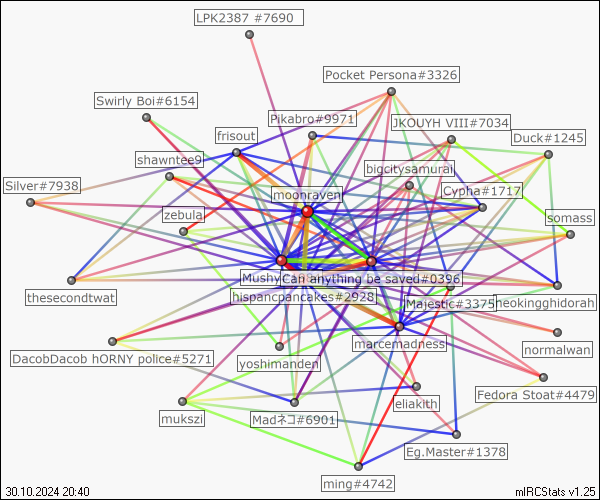 LPK2387 #7690
Pocket Persona#3326
Swirly Boi#6154
Pikabro#9971
JKOUYH VIII#7034
frisout
Duck#1245
shawntee9
bigcitysamurai
Silver#7938
moonraven
Cypha#1717
zebula
somass
Mushy
Can anything be saved#0396
thesecondtwat
hispancpancakes#2928
Majestic#3375
neokingghidorah
marcemadness
DacobDacob hORNY police#5271
yoshimanden
normalwan
Fedora Stoat#4479
eliakith
mukszi
Madネコ#6901
Eg.Master#1378
ming#4742
30.10.2024 20:40
mIRCStats v1.25